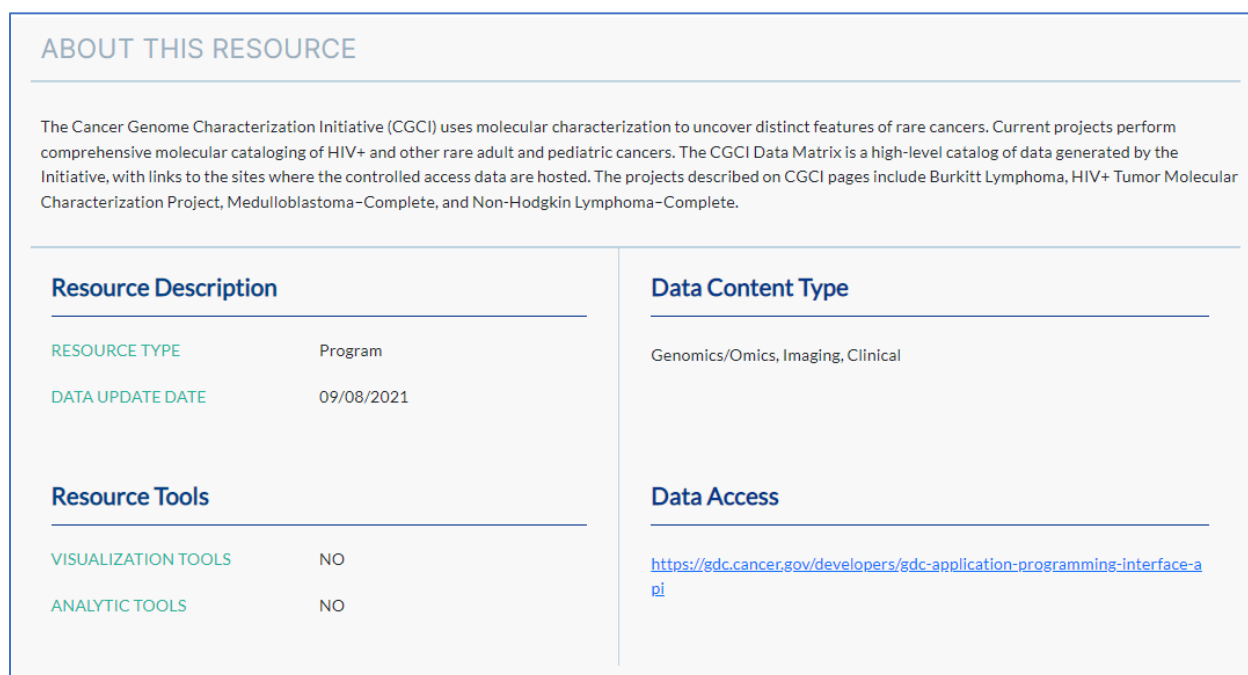 ABOUT THIS RESOURCE
The Cancer Genome Characterization Initiative (CGCI) uses molecular characterization to uncover distinct features of rare cancers. Current projects perform
comprehensive molecular cataloging of HIV+ and other rare adult and pediatric cancers. The CGCI Data Matrix is a high-level catalog of data generated by the
Initiative, with links to the sites where the controlled access data are hosted. The projects described on CGCI pages include Burkitt Lymphoma, HIV+ Tumor Molecular
Characterization Project, Medulloblastoma–Complete, and Non-Hodgkin Lymphoma–Complete.
Resource Description
RESOURCE TYPE Program
DATA UPDATE DATE 09/08/2021
Data Content Type
Genomics/Omics, Imaging, Clinical
Resource Tools
VISUALIZATION TOOLS NO
ANALYTIC TOOLS NO
Data Access
https://gdc.cancer.gov/developers/gdc-application-programming-interface-a
pi